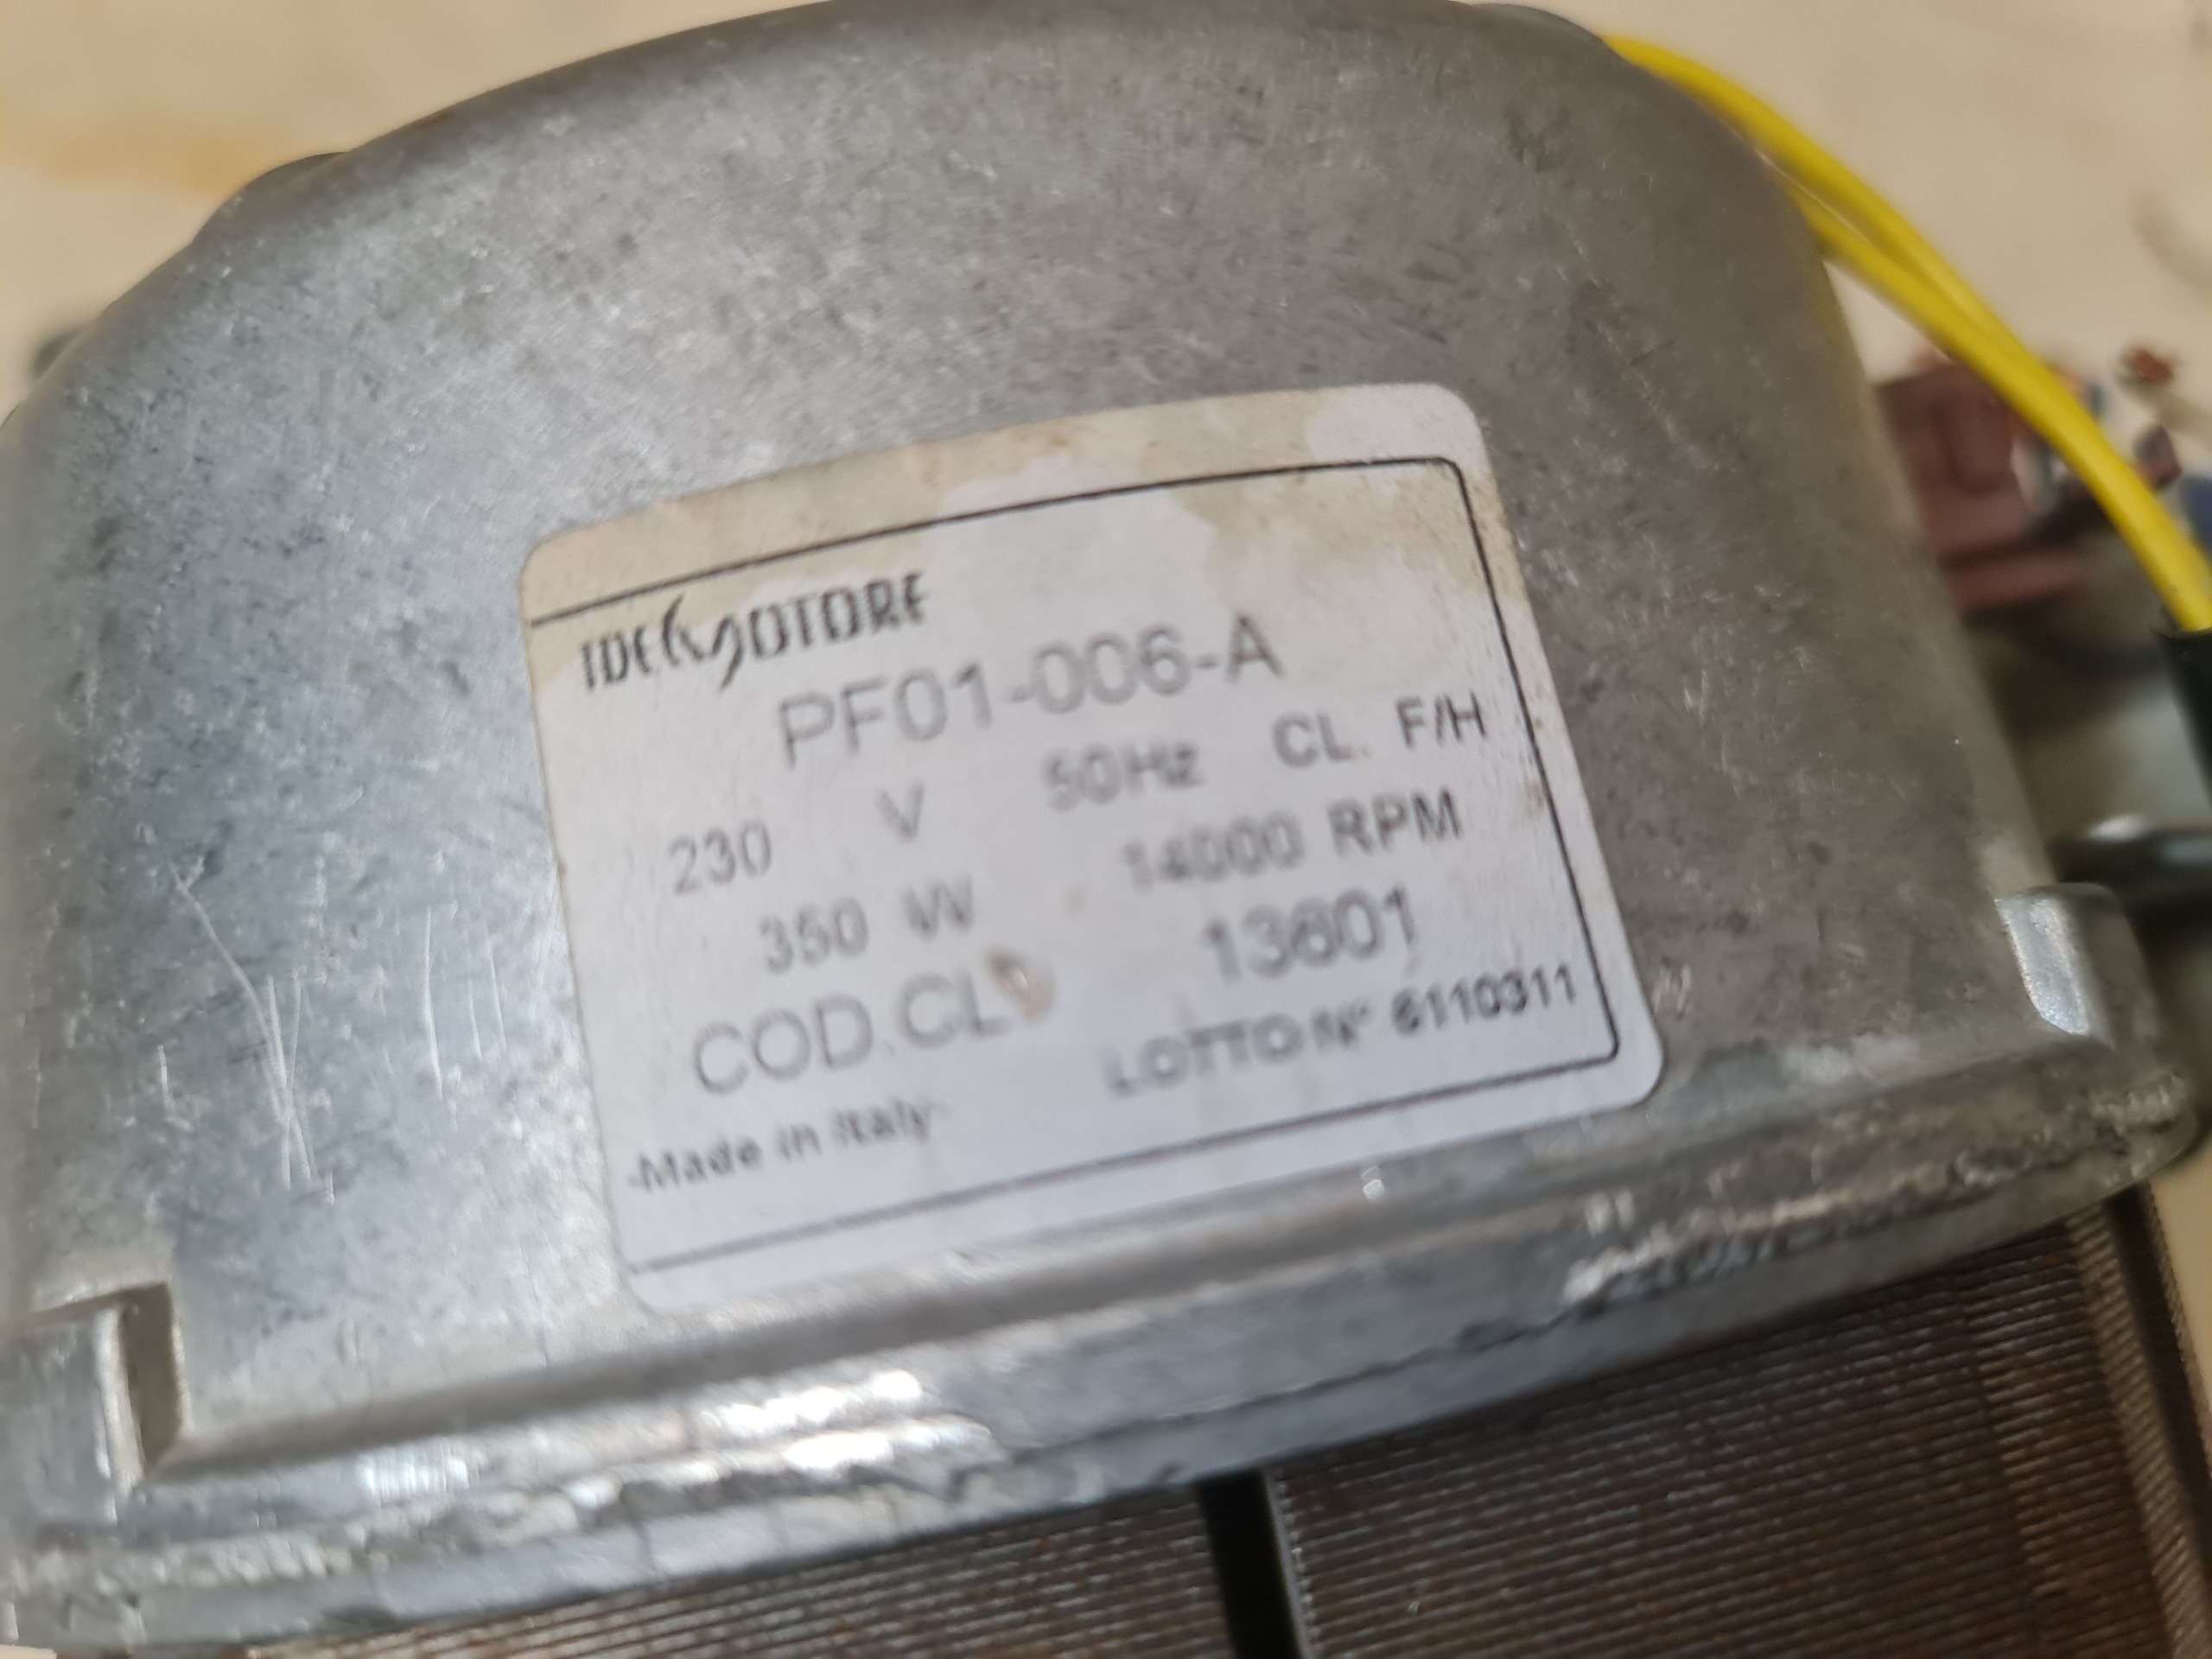 IDEAMOTORE
PF01-006-A
230 V 50Hz CL. F/H
350 W 14000 RPM
COD.CL 13601
-Made in Italy- LOTTO N° 6110311